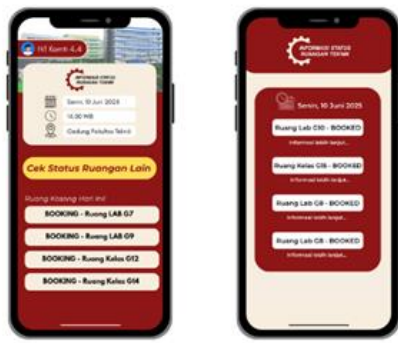 Hi! Kamti 4.4
INFORMASI STATUS
RUANGAN TEKNIK
Senin, 10 Juni 2025
10.00 WIB
Gedung Fakultas Teknik
Cek Status Ruangan Lain
Ruang Kosong Hari Ini!
BOOKING - Ruang LAB G7
BOOKING - Ruang LAB G9
BOOKING - Ruang Kelas G12
BOOKING - Ruang Kelas G14
INFORMASI STATUS
RUANGAN TEKNIK
Senin, 10 Juni 2025
Ruang Lab G10 - BOOKED
Informasi lebih lanjut...
Ruang Kelas G15 - BOOKED
Informasi lebih lanjut...
Ruang Lab G8 - BOOKED
Informasi lebih lanjut...
Ruang Lab G8 - BOOKED
Informasi lebih lanjut...